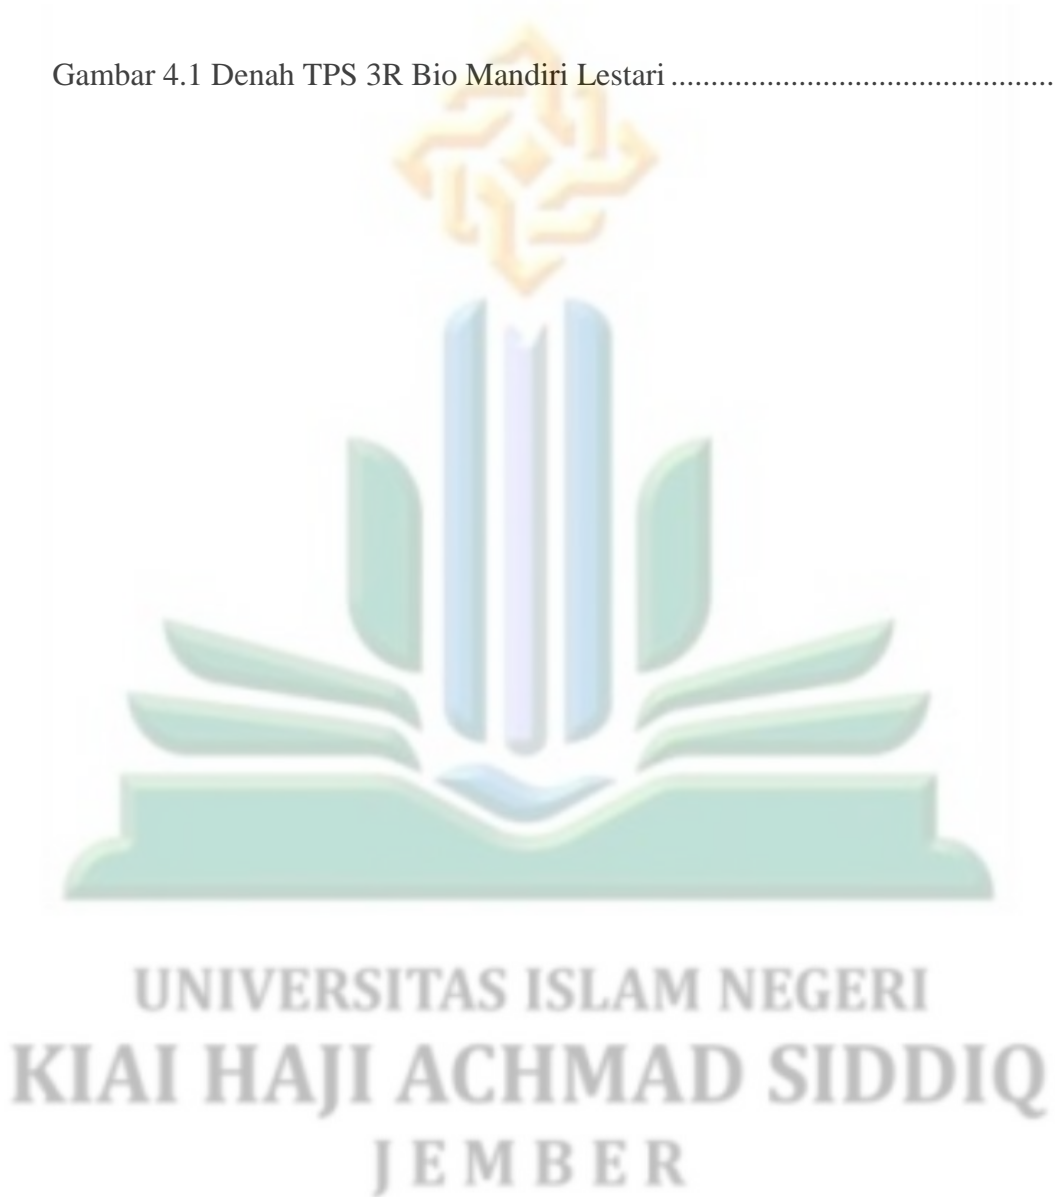 Gambar 4.1 Denah TPS 3R Bio Mandiri Lestari ................................................
UNIVERSITAS ISLAM NEGERI
KIAI HAJI ACHMAD SIDDIQ
JEMBER